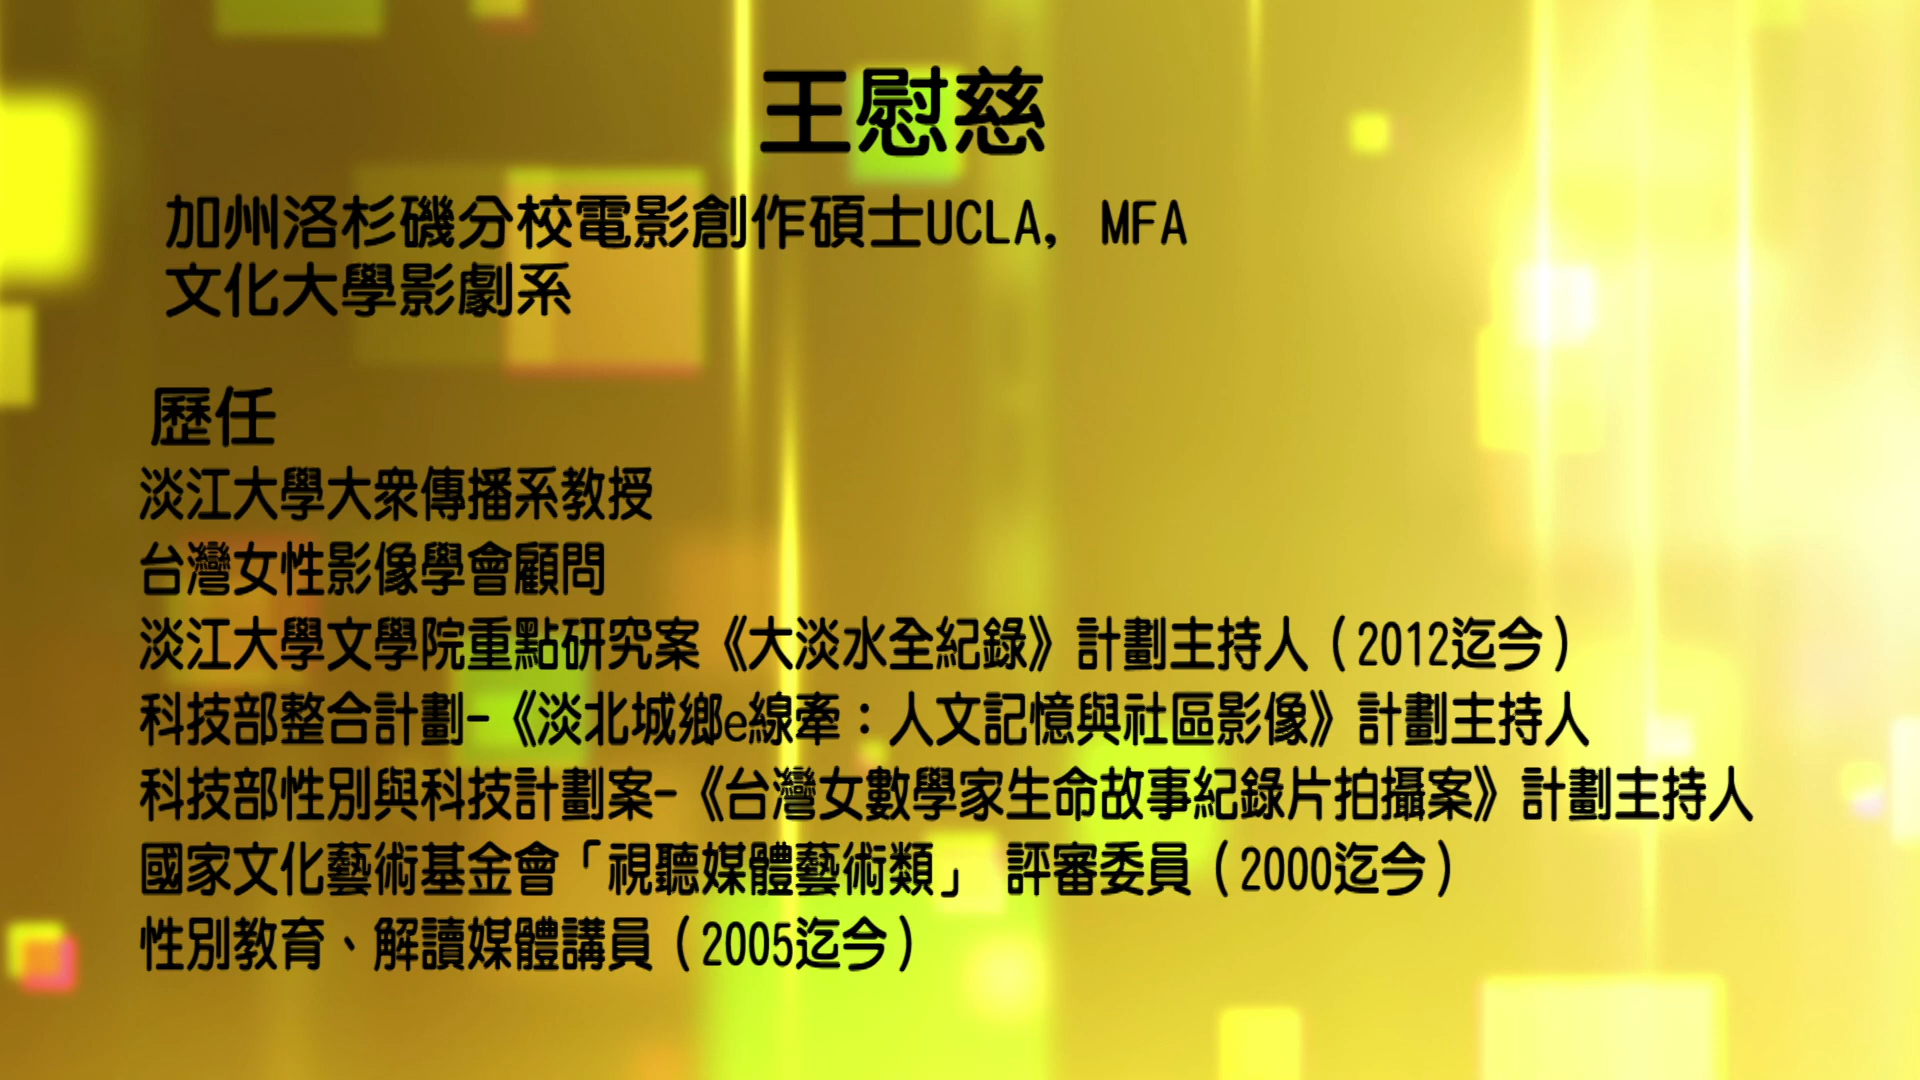 王慰慈
加州洛杉磯分校電影創作碩士UCLA, MFA
文化大學影劇系
歷任
淡江大學大眾傳播系教授
台灣女性影像學會顧問
淡江大學文學院重點研究案《大淡水全紀錄》計劃主持人（2012迄今）
科技部整合計劃-《淡北城鄉e線牽：人文記憶與社區影像》計劃主持人
科技部性別與科技計劃案-《台灣女數學家生命故事紀錄片拍攝案》計劃主持人
國家文化藝術基金會「視聽媒體藝術類」 評審委員（2000迄今）
性別教育、解讀媒體講員（2005迄今）